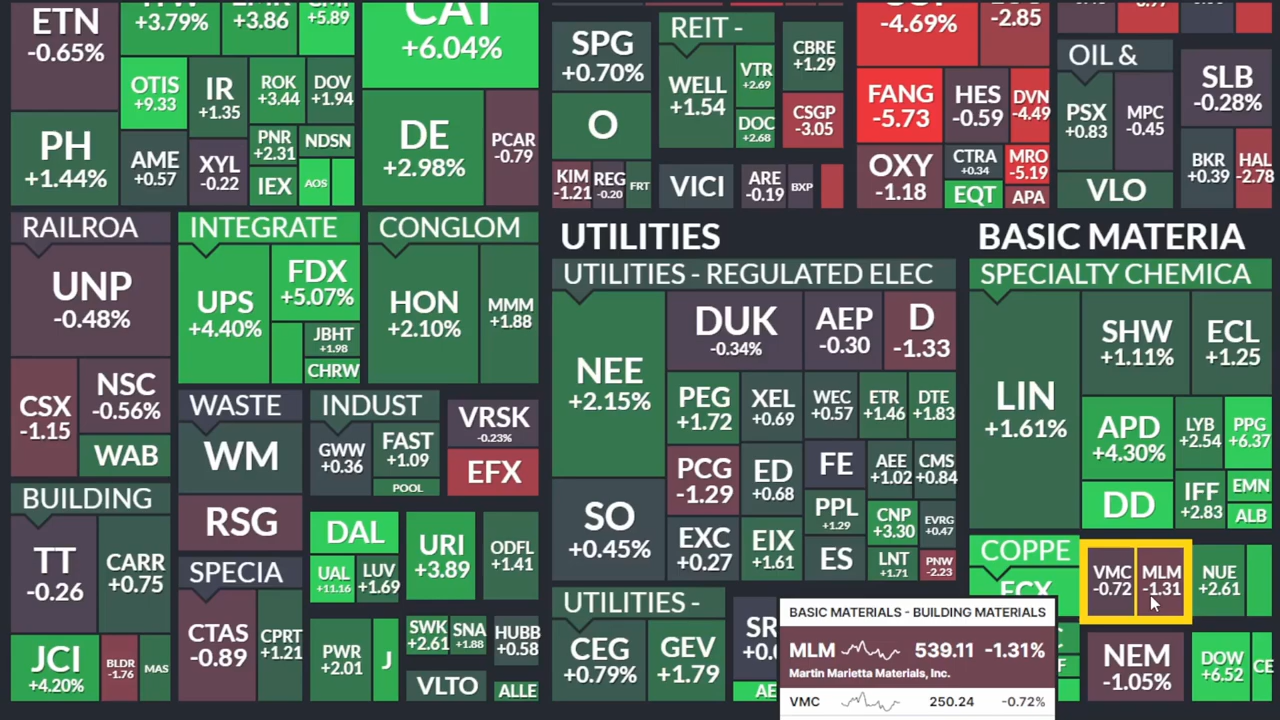 ETN
-0.65%
+3.79%
+3.86
+5.89
CAT
+6.04%
OTIS
+9.33
IR
+1.35
ROK
+3.44
DOV
+1.94
PH
+1.44%
AME
+0.57
XYL
-0.22
PNR
+2.31
NDSN
IEX
AOS
DE
+2.98%
PCAR
-0.79
SPG
+0.70%
O
KIM
-1.21
REG
-0.20
FRT
REIT -
WELL
+1.54
VTR
+2.69
DOC
+2.68
CBRE
+1.29
CSGP
-3.05
VICI
ARE
-0.19
BXP
-4.69%
-2.85
FANG
-5.73
HES
-0.59
DVN
-4.49
OXY
-1.18
CTRA
+0.34
MRO
-5.19
EQT
APA
OIL &
PSX
+0.83
MPC
-0.45
VLO
SLB
-0.28%
BKR
+0.39
HAL
-2.78
RAILROA
UNP
-0.48%
CSX
-1.15
NSC
-0.56%
WAB
INTEGRATE
UPS
+4.40%
FDX
+5.07%
JBHT
+1.98
CHRW
CONGLOM
HON
+2.10%
MMM
+1.88
WASTE
WM
RSG
INDUST
GWW
+0.36
FAST
+1.09
POOL
VRSK
-0.23%
EFX
BUILDING
TT
-0.26
CARR
+0.75
JCI
+4.20%
BLDR
-1.76
MAS
SPECIA
CTAS
-0.89
CPRT
+1.21
DAL
UAL
+11.16
LUV
+1.69
URI
+3.89
ODFL
+1.41
PWR
+2.01
J
SWK
+2.61
SNA
+1.88
HUBB
+0.58
VLTO
ALLE
UTILITIES
UTILITIES - REGULATED ELEC
NEE
+2.15%
SO
+0.45%
DUK
-0.34%
AEP
-0.30
D
-1.33
PEG
+1.72
XEL
+0.69
WEC
+0.57
ETR
+1.46
DTE
+1.83
PCG
-1.29
ED
+0.68
FE
AEE
+1.02
CMS
+0.84
PPL
+1.29
CNP
+3.30
EVRG
+0.47
EXC
+0.27
EIX
+1.61
ES
LNT
+1.71
PNW
-2.23
UTILITIES -
CEG
+0.79%
GEV
+1.79
BASIC MATERIA
SPECIALTY CHEMICA
LIN
+1.61%
SHW
+1.11%
ECL
+1.25
APD
+4.30%
LYB
+2.54
PPG
+6.37
DD
IFF
+2.83
EMN
ALB
COPPE
FCX
VMC
-0.72
MLM
-1.31
NUE
+2.61
NEM
-1.05%
DOW
+6.52
CE
BASIC MATERIALS - BUILDING MATERIALS
MLM 539.11 -1.31%
Martin Marietta Materials, Inc.
VMC 250.24 -0.72%